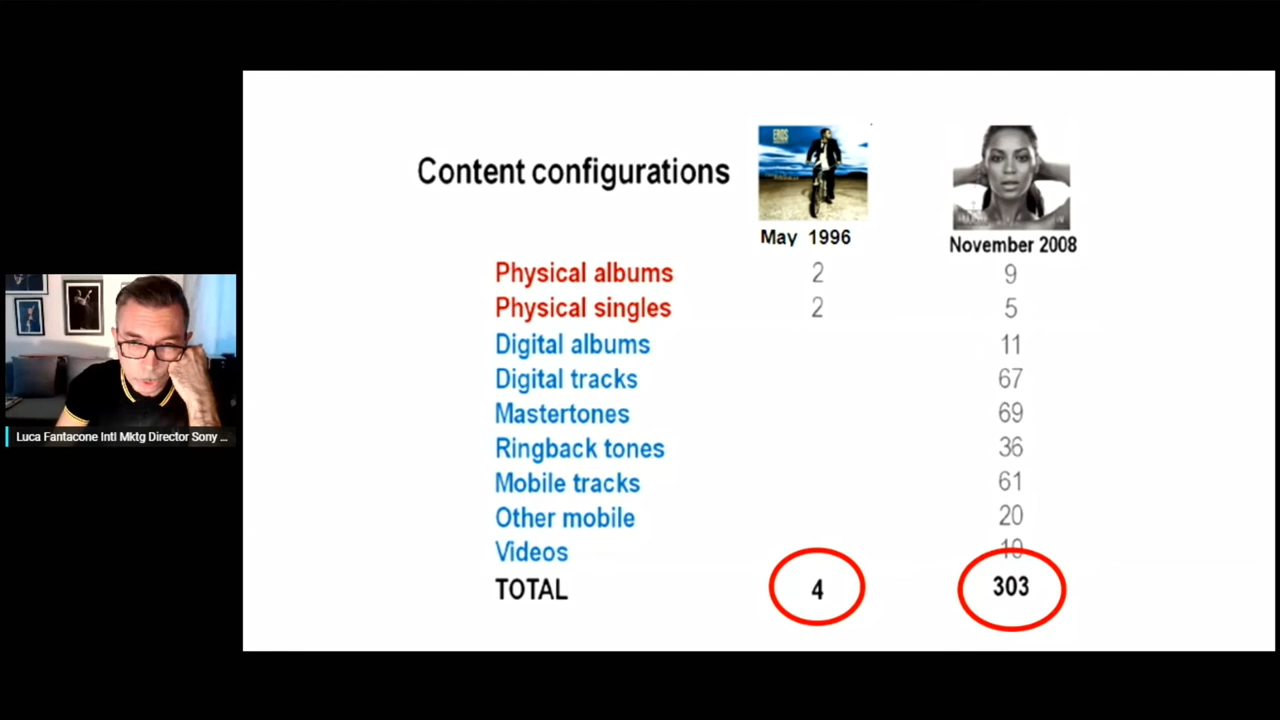 Content configurations
EROS
May 1996
November 2008
Physical albums 2 9
Physical singles 2 5
Digital albums 11
Digital tracks 67
Mastertones 69
Ringback tones 36
Mobile tracks 61
Other mobile 20
Videos 10
TOTAL 4 303
Luca Fantacone Intl Mktg Director Sony ...